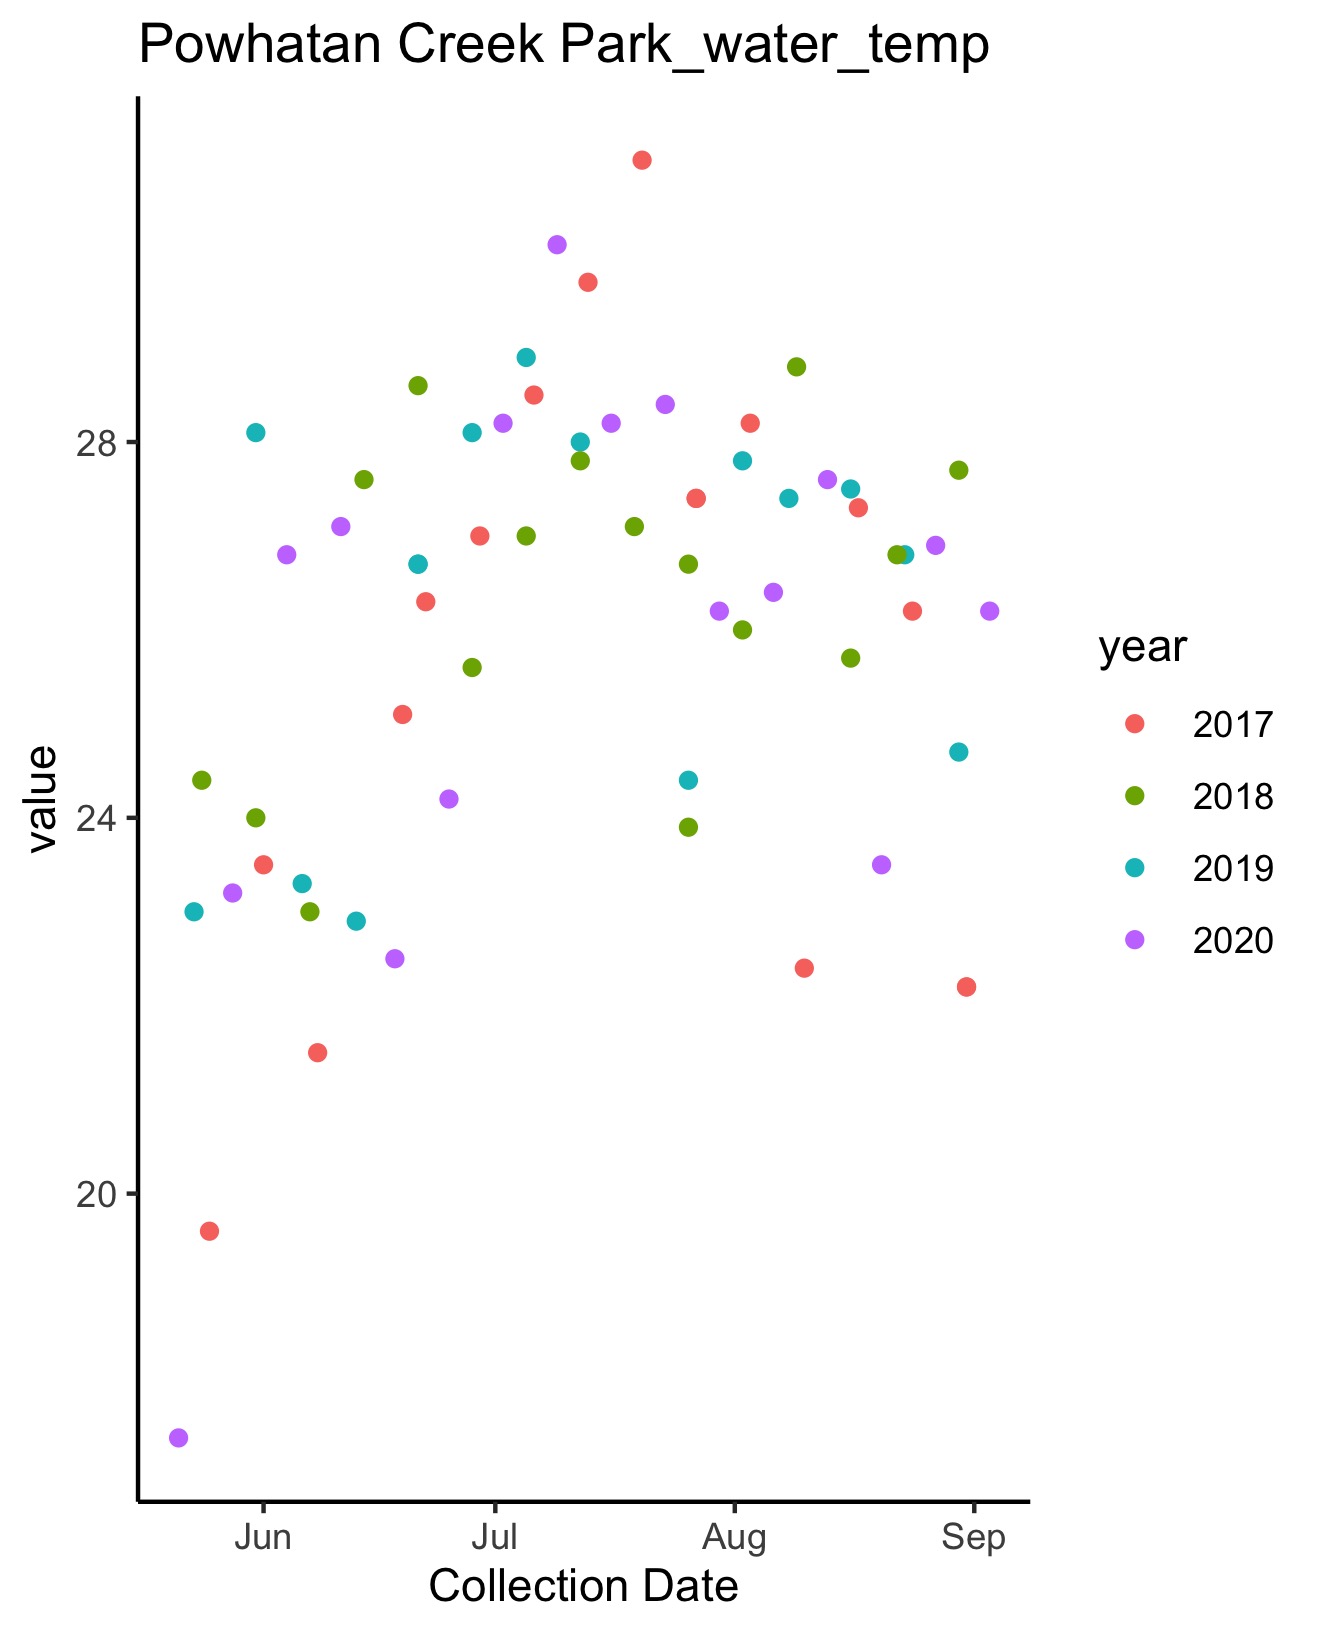 Powhatan Creek Park_water_temp
value
28
24
20
Jun Jul Aug Sep
Collection Date
year
2017
2018
2019
2020